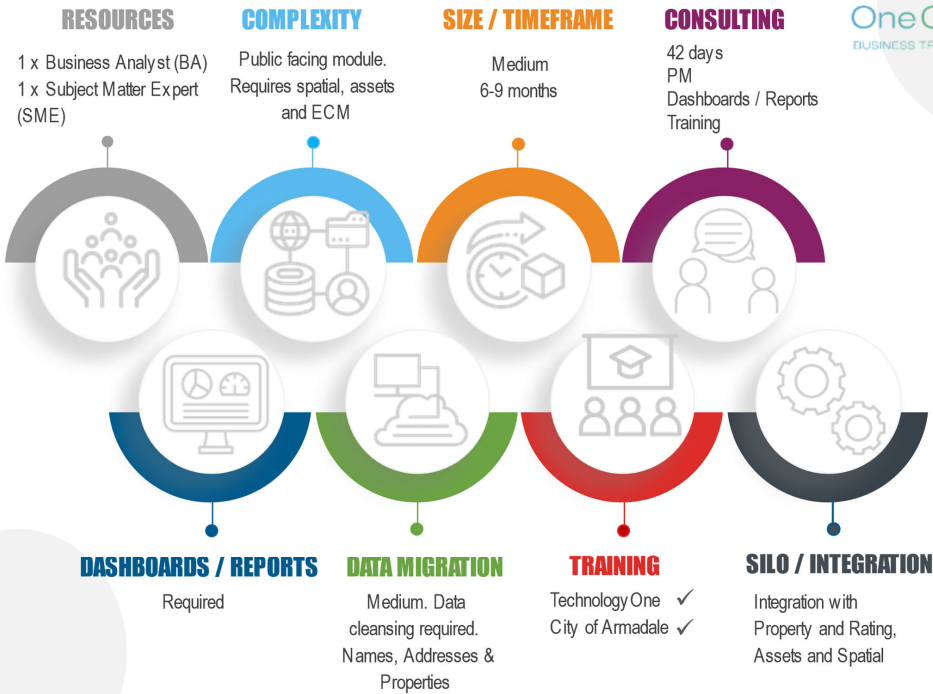 RESOURCES
1 x Business Analyst (BA)
1 x Subject Matter Expert
(SME)
COMPLEXITY
Public facing module.
Requires spatial, assets
and ECM
SIZE / TIMEFRAME
Medium
6-9 months
CONSULTING
42 days
PM
Dashboards / Reports
Training
One
BUSINESS
DASHBOARDS / REPORTS
Required
DATA MIGRATION
Medium. Data
cleansing required.
Names, Addresses &
Properties
TRAINING
Technology One ✓
City of Armadale ✓
SILO / INTEGRATION
Integration with
Property and Rating,
Assets and Spatial